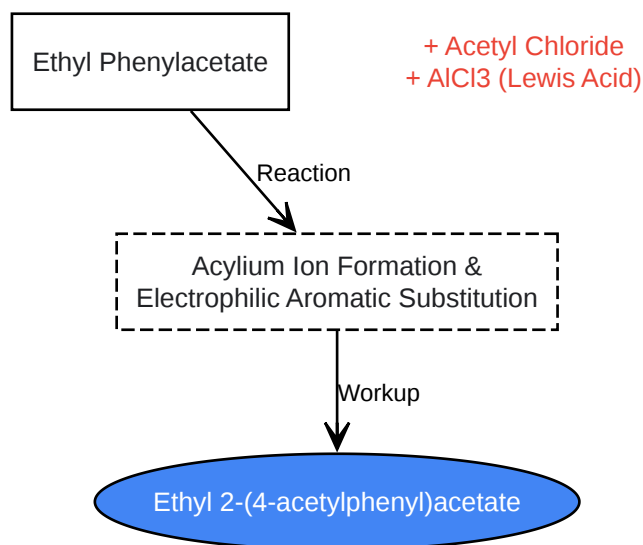 Ethyl Phenylacetate
+ Acetyl Chloride
+ AlCl3 (Lewis Acid)
Reaction
Acylium Ion Formation &
Electrophilic Aromatic Substitution
Workup
Ethyl 2-(4-acetylphenyl)acetate